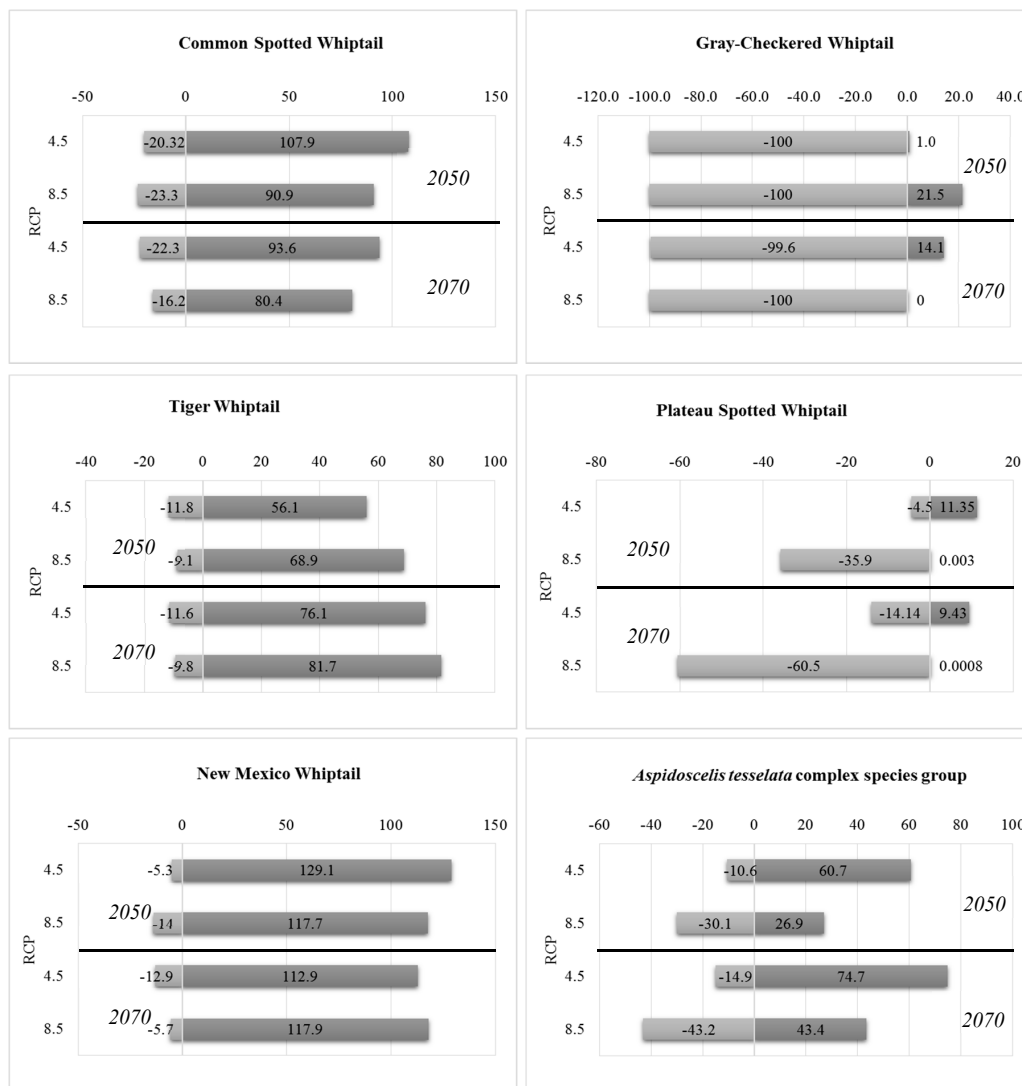 Common Spotted Whiptail
-50 0 50 100 150
4.5 -20.32 107.9
2050
8.5 -23.3 90.9
RCP
4.5 -22.3 93.6
2070
8.5 -16.2 80.4
Gray-Checkered Whiptail
-120.0 -100.0 -80.0 -60.0 -40.0 -20.0 0.0 20.0 40.0
4.5 -100 1.0
2050
8.5 -100 21.5
RCP
4.5 -99.6 14.1
2070
8.5 -100 0
Tiger Whiptail
-40 -20 0 20 40 60 80 100
4.5 -11.8 56.1
2050
8.5 -9.1 68.9
RCP
4.5 -11.6 76.1
2070
8.5 -9.8 81.7
Plateau Spotted Whiptail
-80 -60 -40 -20 0 20
4.5 -4.5 11.35
2050
8.5 -35.9 0.003
RCP
4.5 -14.14 9.43
2070
8.5 -60.5 0.0008
New Mexico Whiptail
-50 0 50 100 150
4.5 -5.3 129.1
2050
8.5 -14 117.7
RCP
4.5 -12.9 112.9
2070
8.5 -5.7 117.9
Aspidoscelis tesselata complex species group
-60 -40 -20 0 20 40 60 80 100
4.5 -10.6 60.7
2050
8.5 -30.1 26.9
RCP
4.5 -14.9 74.7
2070
8.5 -43.2 43.4